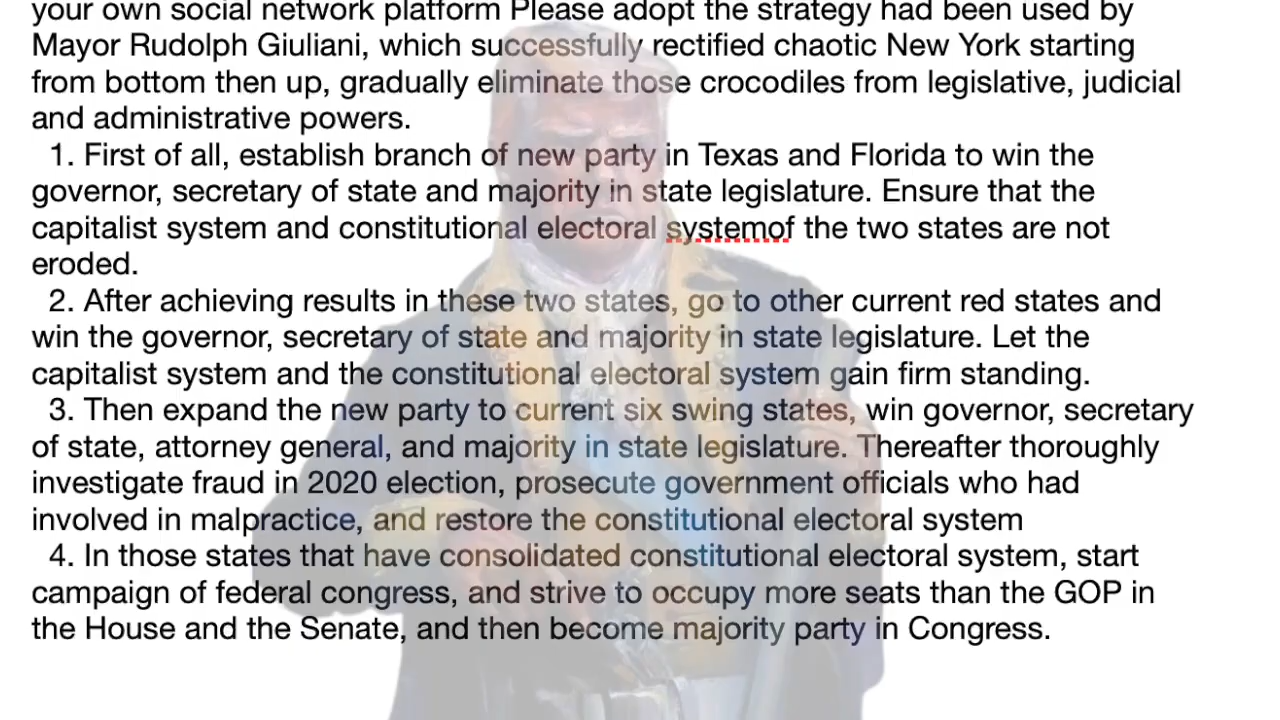 your own social network platform Please adopt the strategy had been used by
Mayor Rudolph Giuliani, which successfully rectified chaotic New York starting
from bottom then up, gradually eliminate those crocodiles from legislative, judicial
and administrative powers.
1. First of all, establish branch of new party in Texas and Florida to win the
governor, secretary of state and majority in state legislature. Ensure that the
capitalist system and constitutional electoral systemof the two states are not
eroded.
2. After achieving results in these two states, go to other current red states and
win the governor, secretary of state and majority in state legislature. Let the
capitalist system and the constitutional electoral system gain firm standing.
3. Then expand the new party to current six swing states, win governor, secretary
of state, attorney general, and majority in state legislature. Thereafter thoroughly
investigate fraud in 2020 election, prosecute government officials who had
involved in malpractice, and restore the constitutional electoral system
4. In those states that have consolidated constitutional electoral system, start
campaign of federal congress, and strive to occupy more seats than the GOP in
the House and the Senate, and then become majority party in Congress.